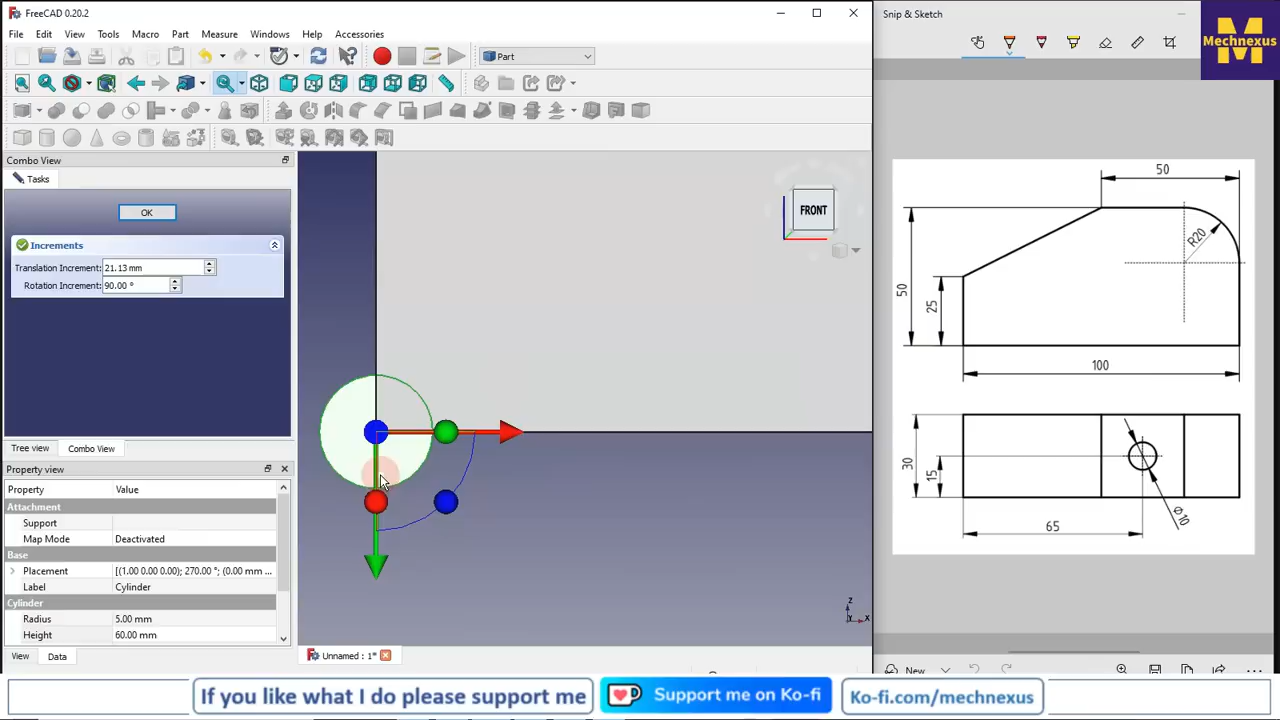 FreeCAD 0.20.2
File Edit View Tools Macro Part Measure Windows Help Accessories
Part
Combo View
Tasks
OK
Increments
Translation Increment: 21.13 mm
Rotation Increment: 90.00 °
Tree view Combo View
Property view
Property Value
Attachment
Support
Map Mode Deactivated
Base
Placement [(1.00 0.00 0.00); 270.00 °; (0.00 mm ...
Label Cylinder
Cylinder
Radius 5.00 mm
Height 60.00 mm
View Data
FRONT
Z
Y
X
Unnamed : 1*
Snip & Sketch
M
Mechnexus
50
R20
50
25
100
30
15
Φ10
65
New
If you like what I do please support me
Support me on Ko-fi
Ko-fi.com/mechnexus